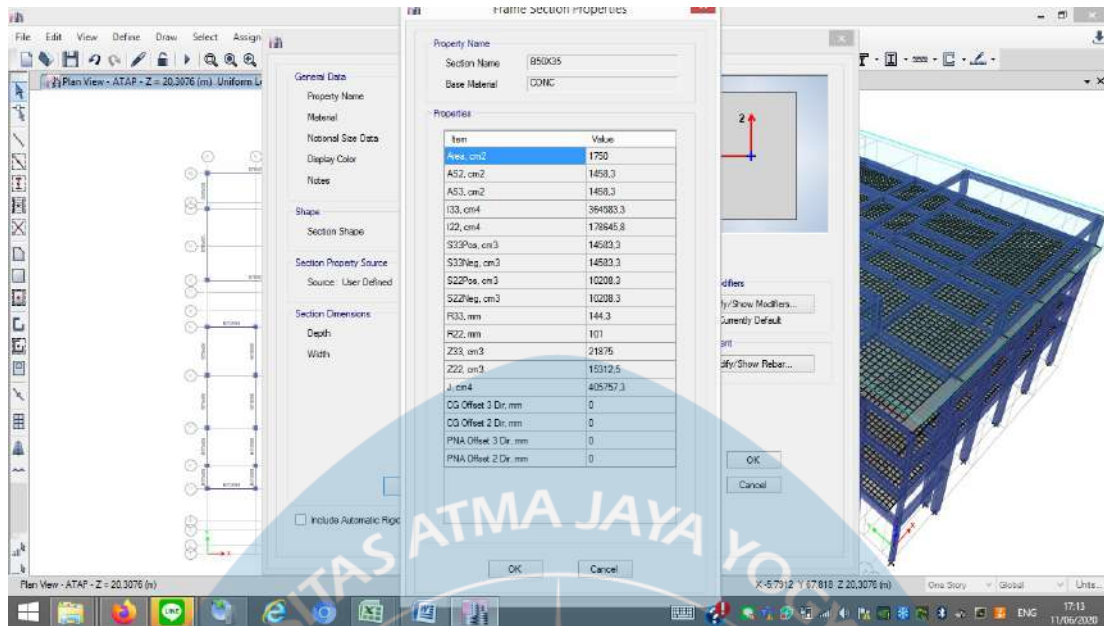 Frame Section Properties
File Edit View Define Draw Select Assign
Plan View - ATAP - Z = 20,3076 (m) Uniform L
General Data
Property Name
Material
Notional Size Data
Display Color
Notes
Shape
Section Shape
Section Property Source
Source: User Defined
Section Dimensions
Depth
Width
Include Automatic Rigid
Property Name
Section Name B50X35
Base Material CONC
Properties
Item Value
Area, cm2 1750
AS2, cm2 1458,3
AS3, cm2 1458,3
I33, cm4 364583,3
I22, cm4 178645,8
S33Pos, cm3 14583,3
S33Neg, cm3 14583,3
S22Pos, cm3 10208,3
S22Neg, cm3 10208,3
R33, mm 144,3
R22, mm 101
Z33, cm3 21875
Z22, cm3 15312,5
J, cm4 405757,3
CG Offset 3 Dir, mm 0
CG Offset 2 Dir, mm 0
PNA Offset 3 Dir, mm 0
PNA Offset 2 Dir, mm 0
OK Cancel
2
difiers
fy/Show Modifiers...
Currently Default
ent
dify/Show Rebar...
OK
Cancel
ITAS ATMA JAYA YO
Plan View - ATAP - Z = 20,3076 (m)
X -5,7912 Y 67,818 Z 20,3076 (m)
One Story Global Units...
LINE
ENG
17:13
11/06/2020